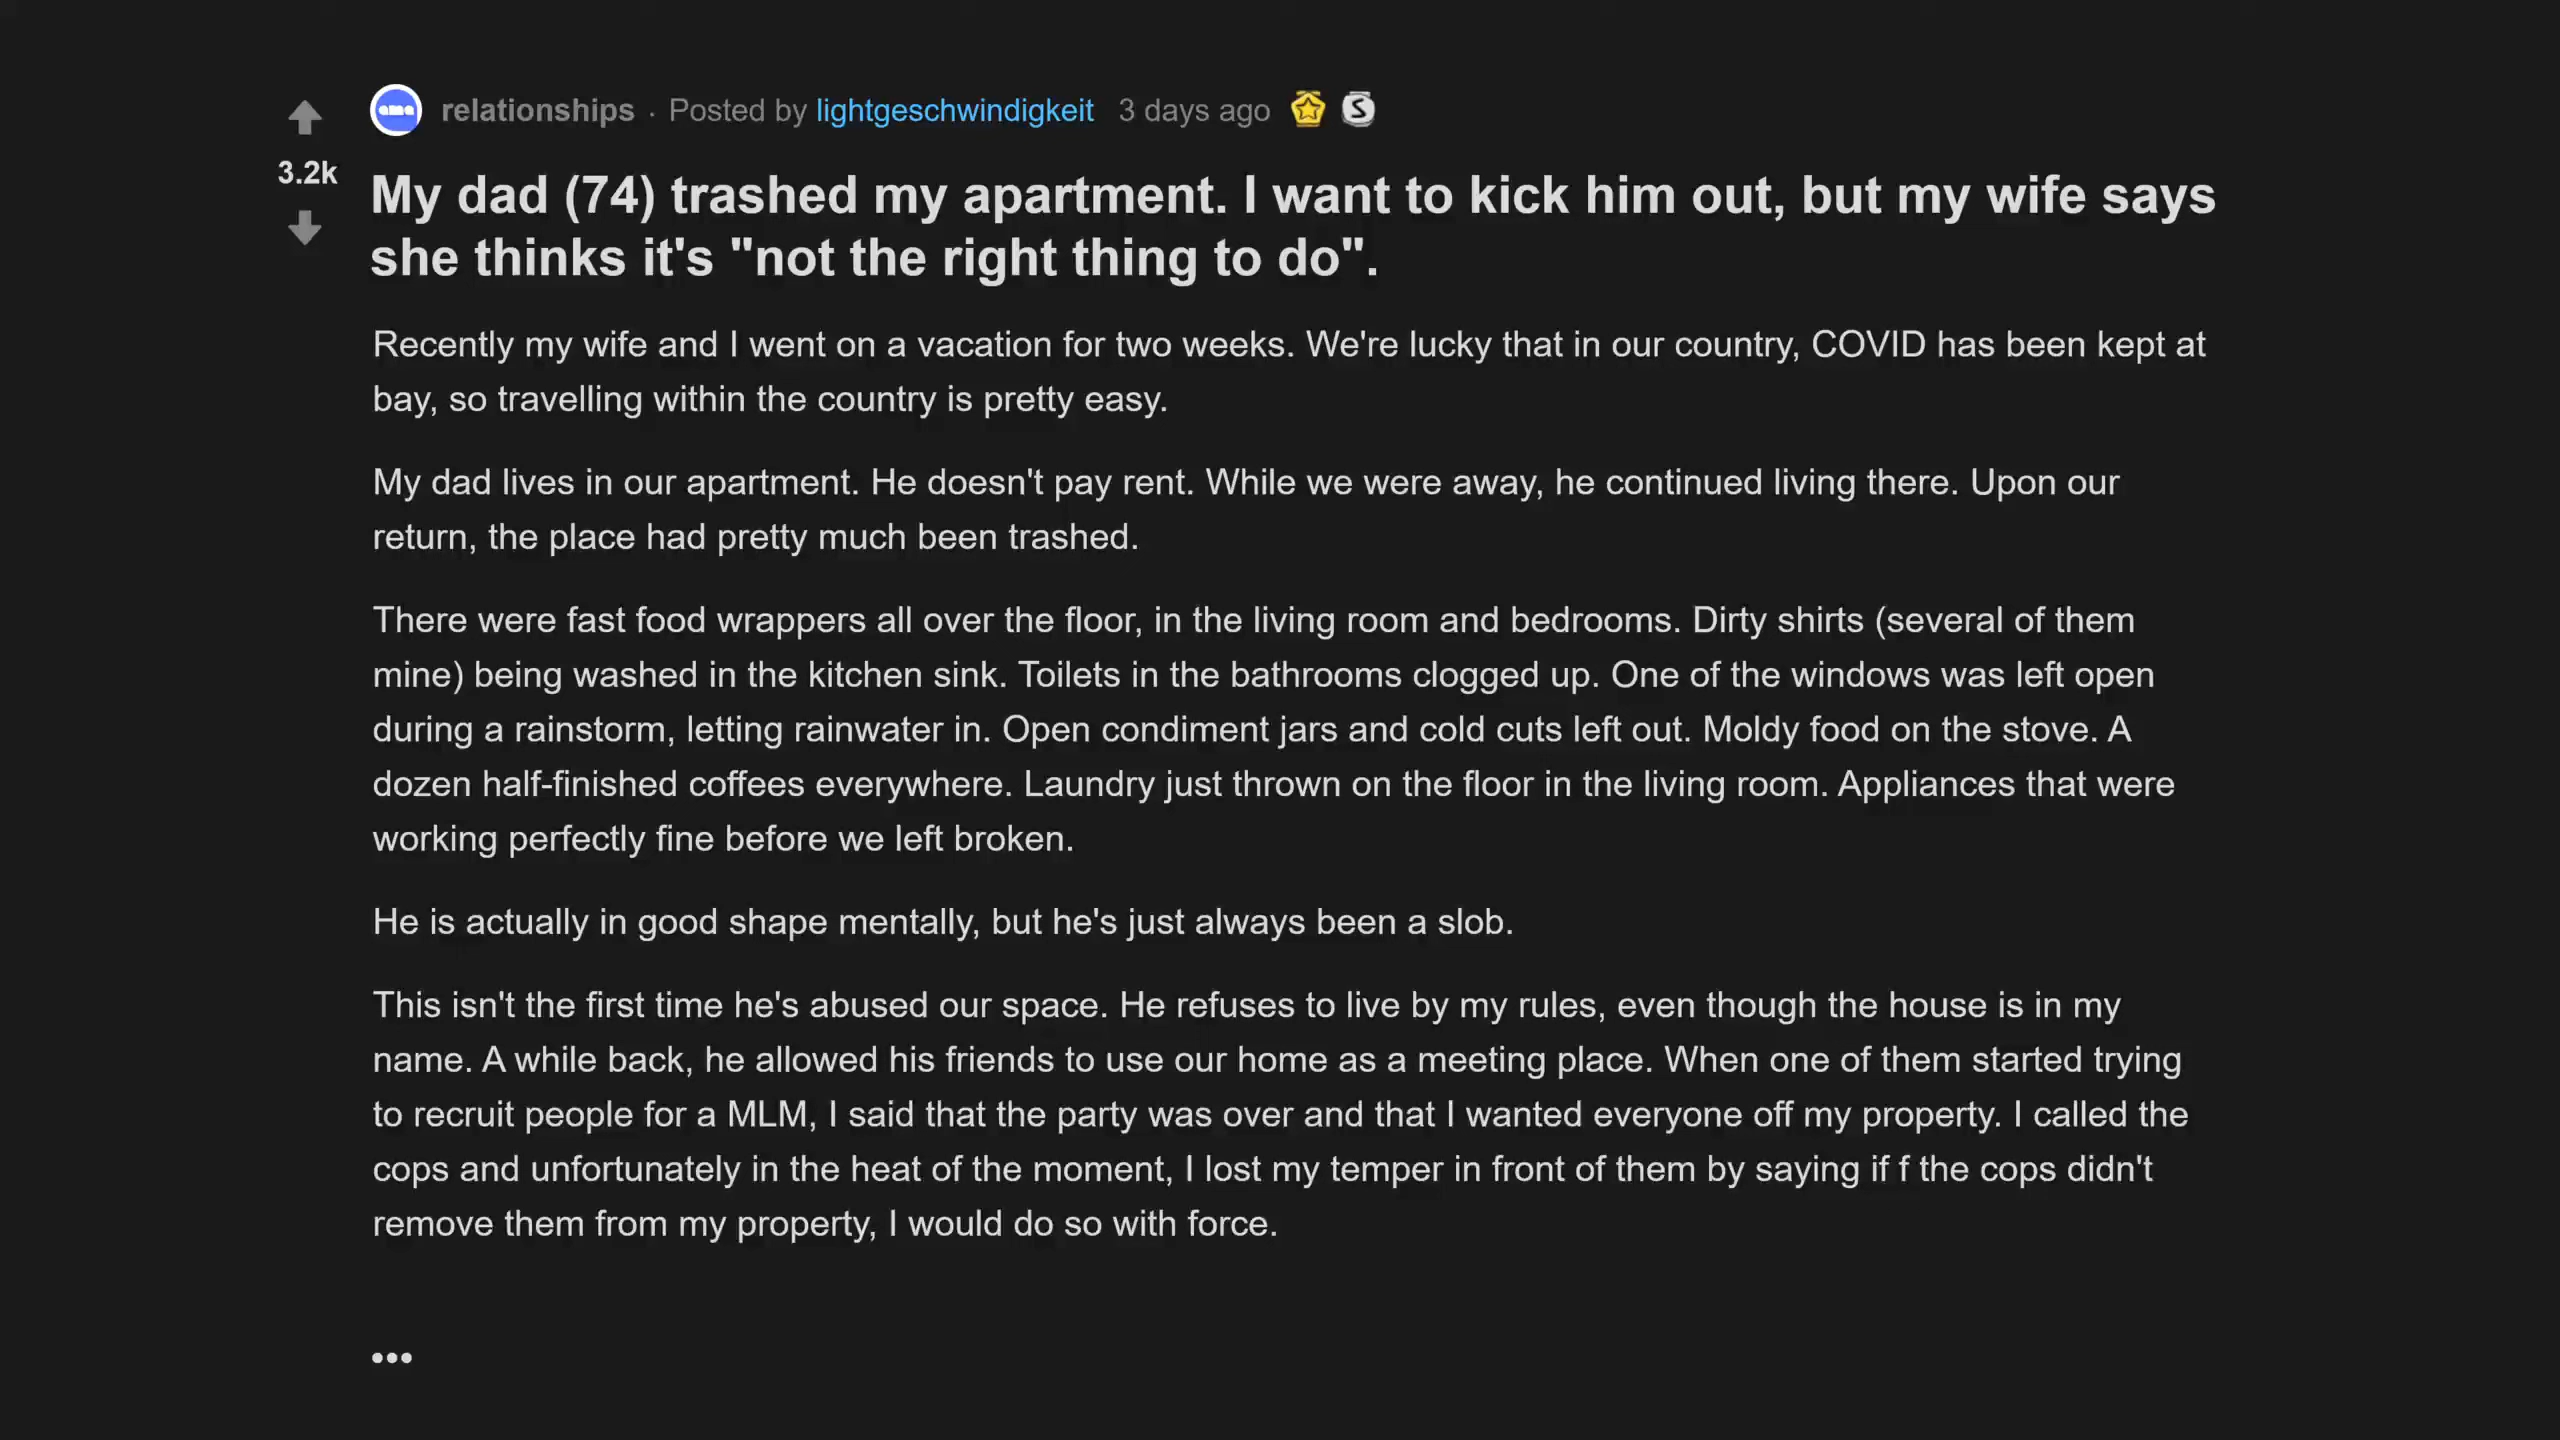 relationships · Posted by lightgeschwindigkeit 3 days ago
3.2k
My dad (74) trashed my apartment. I want to kick him out, but my wife says
she thinks it's "not the right thing to do".
Recently my wife and I went on a vacation for two weeks. We're lucky that in our country, COVID has been kept at
bay, so travelling within the country is pretty easy.
My dad lives in our apartment. He doesn't pay rent. While we were away, he continued living there. Upon our
return, the place had pretty much been trashed.
There were fast food wrappers all over the floor, in the living room and bedrooms. Dirty shirts (several of them
mine) being washed in the kitchen sink. Toilets in the bathrooms clogged up. One of the windows was left open
during a rainstorm, letting rainwater in. Open condiment jars and cold cuts left out. Moldy food on the stove. A
dozen half-finished coffees everywhere. Laundry just thrown on the floor in the living room. Appliances that were
working perfectly fine before we left broken.
He is actually in good shape mentally, but he's just always been a slob.
This isn't the first time he's abused our space. He refuses to live by my rules, even though the house is in my
name. A while back, he allowed his friends to use our home as a meeting place. When one of them started trying
to recruit people for a MLM, I said that the party was over and that I wanted everyone off my property. I called the
cops and unfortunately in the heat of the moment, I lost my temper in front of them by saying if f the cops didn't
remove them from my property, I would do so with force.
•••